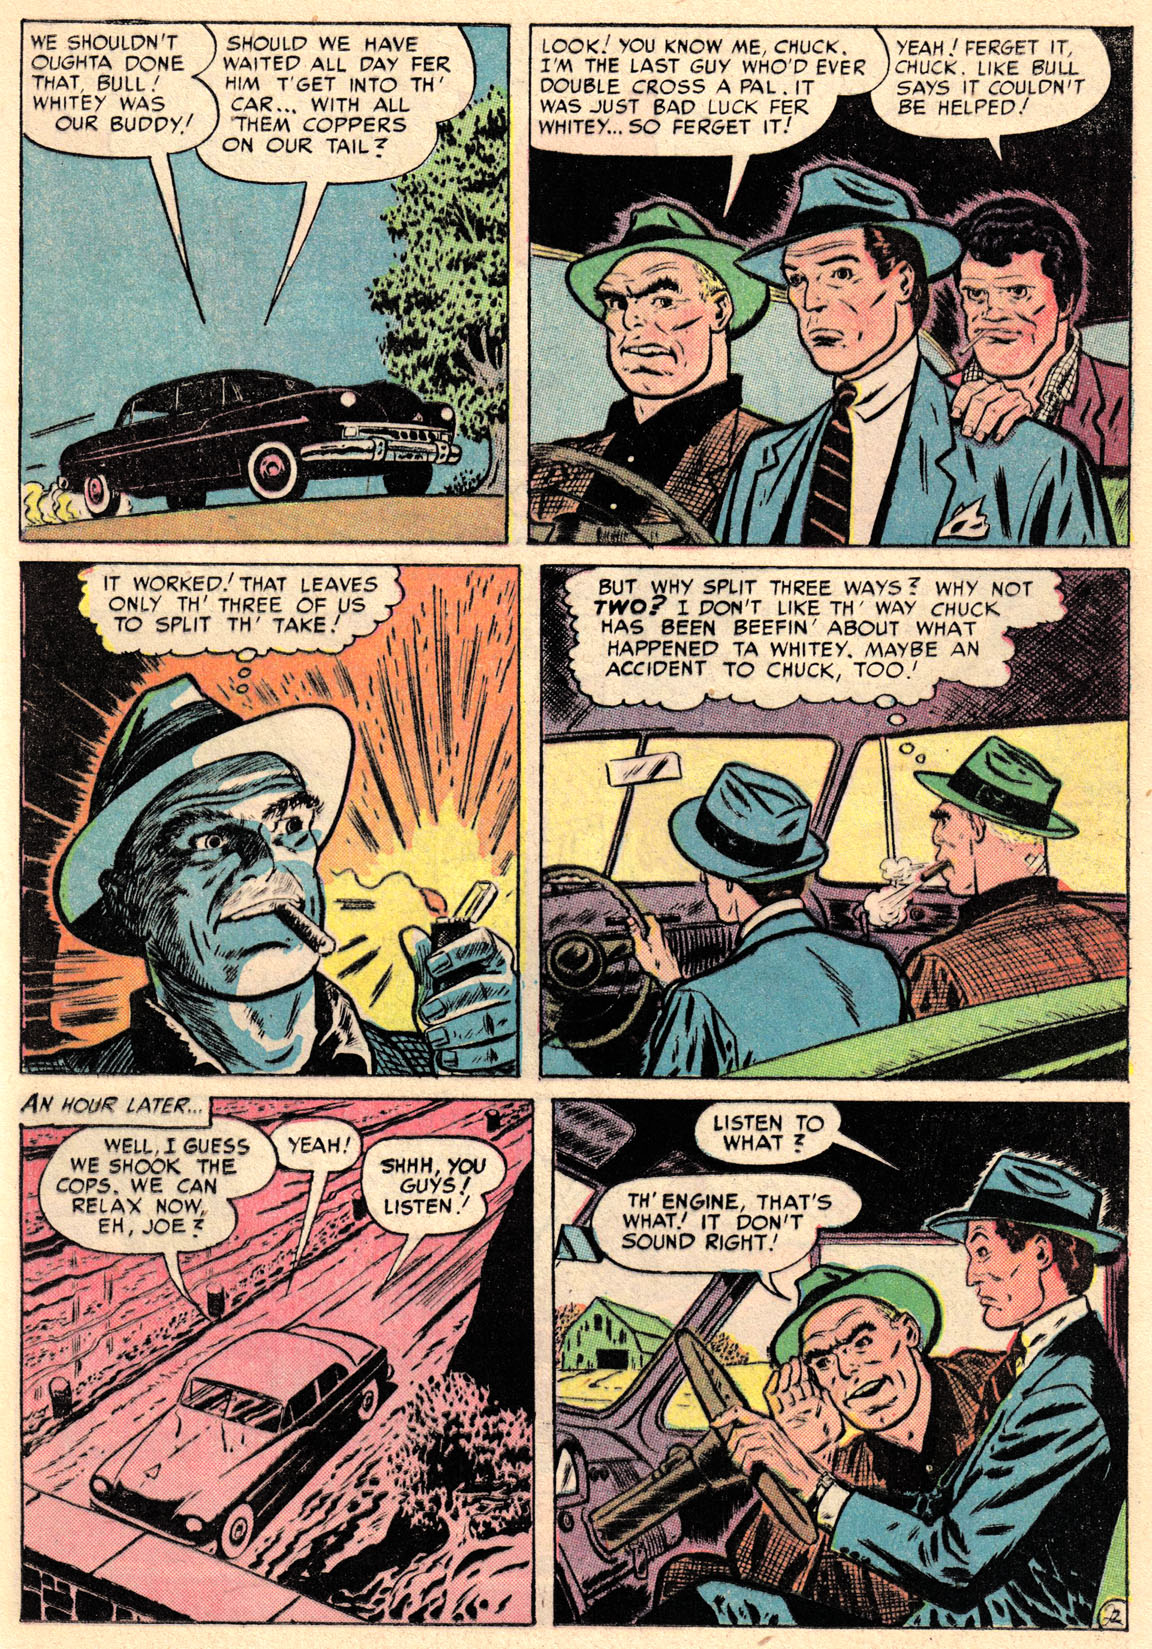 WE SHOULDN'T
OUGHTA DONE
THAT, BULL!
WHITEY WAS
OUR BUDDY!
SHOULD WE HAVE
WAITED ALL DAY FER
HIM T'GET INTO TH'
CAR... WITH ALL
THEM COPPERS
ON OUR TAIL?
LOOK! YOU KNOW ME, CHUCK.
I'M THE LAST GUY WHO'D EVER
DOUBLE CROSS A PAL. IT
WAS JUST BAD LUCK FER
WHITEY... SO FERGET IT!
YEAH! FERGET IT,
CHUCK. LIKE BULL
SAYS IT COULDN'T
BE HELPED!
IT WORKED! THAT LEAVES
ONLY TH' THREE OF US
TO SPLIT TH' TAKE!
BUT WHY SPLIT THREE WAYS? WHY NOT
TWO? I DON'T LIKE TH' WAY CHUCK
HAS BEEN BEEFIN' ABOUT WHAT
HAPPENED TA WHITEY. MAYBE AN
ACCIDENT TO CHUCK, TOO!
AN HOUR LATER...
WELL, I GUESS
WE SHOOK THE
COPS. WE CAN
RELAX NOW,
EH, JOE?
YEAH!
SHHH, YOU
GUYS!
LISTEN!
LISTEN TO
WHAT?
TH' ENGINE, THAT'S
WHAT! IT DON'T
SOUND RIGHT!
2